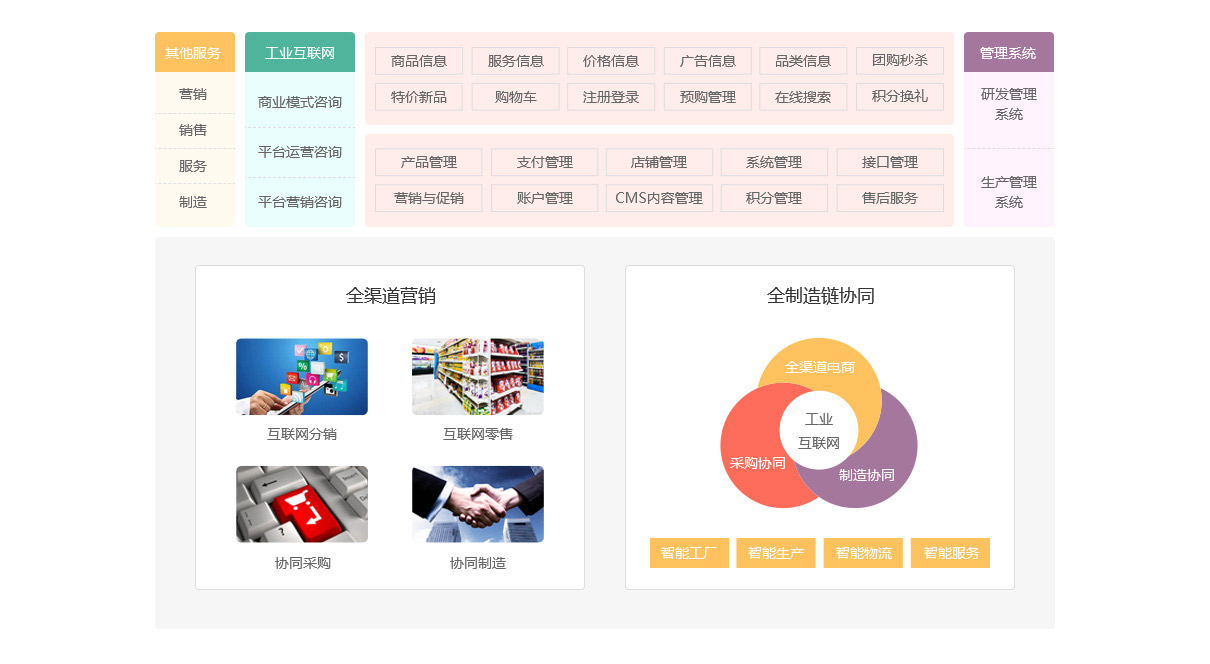 其他服务
营销
销售
服务
制造
工业互联网
商业模式咨询
平台运营咨询
平台营销咨询
商品信息 服务信息 价格信息 广告信息 品类信息 团购秒杀
特价新品 购物车 注册登录 预购管理 在线搜索 积分换礼
产品管理 支付管理 店铺管理 系统管理 接口管理
营销与促销 账户管理 CMS内容管理 积分管理 售后服务
管理系统
研发管理
系统
生产管理
系统
全渠道营销
互联网分销 互联网零售
协同采购 协同制造
全制造链协同
全渠道电商
工业
互联网
采购协同
制造协同
智能工厂 智能生产 智能物流 智能服务